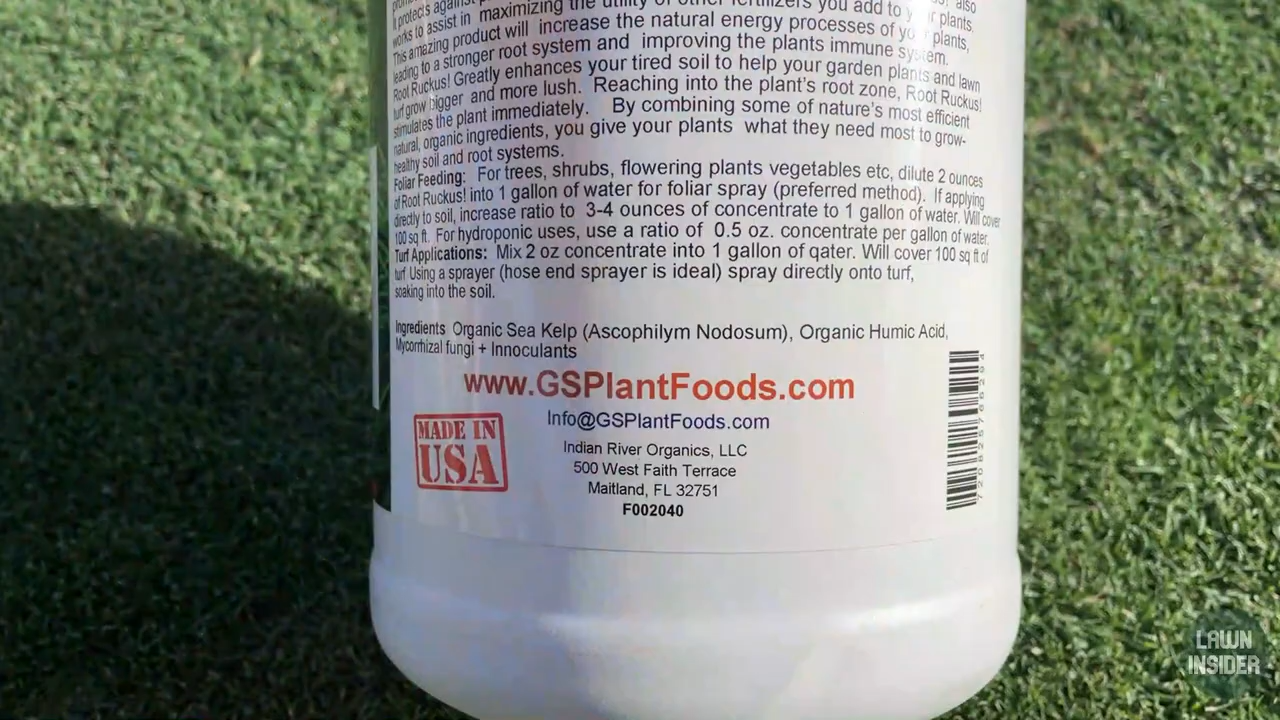 it protects against
also
works to assist in maximizing the utility of other fertilizers you add to your plants.
This amazing product will increase the natural energy processes of your plants,
leading to a stronger root system and improving the plants immune system.
Root Ruckus! Greatly enhances your tired soil to help your garden plants and lawn
turf grow bigger and more lush. Reaching into the plant's root zone, Root Ruckus!
stimulates the plant immediately. By combining some of nature's most efficient
natural, organic ingredients, you give your plants what they need most to grow-
healthy soil and root systems.
Foliar Feeding: For trees, shrubs, flowering plants vegetables etc, dilute 2 ounces
of Root Ruckus! into 1 gallon of water for foliar spray (preferred method). If applying
directly to soil, increase ratio to 3-4 ounces of concentrate to 1 gallon of water. Will cover
100 sq ft. For hydroponic uses, use a ratio of 0.5 oz. concentrate per gallon of water.
Turf Applications: Mix 2 oz concentrate into 1 gallon of qater. Will cover 100 sq ft of
turf. Using a sprayer (hose end sprayer is ideal) spray directly onto turf,
soaking into the soil.
Ingredients Organic Sea Kelp (Ascophilym Nodosum), Organic Humic Acid,
Mycorrhizal fungi + Innoculants
www.GSPlantFoods.com
Info@GSPlantFoods.com
MADE IN
USA
Indian River Organics, LLC
500 West Faith Terrace
Maitland, FL 32751
F002040
LAWN
INSIDER